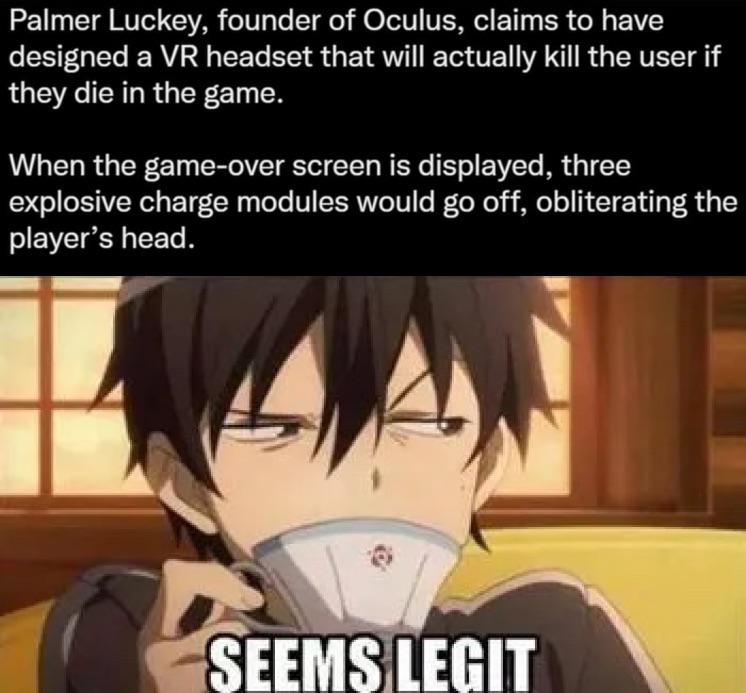 Palmer Luckey, founder of Oculus, claims to have
designed a VR headset that will actually kill the user if
they die in the game.
When the game-over screen is displayed, three
explosive charge modules would go off, obliterating the
player's head.
SEEMS LEGIT